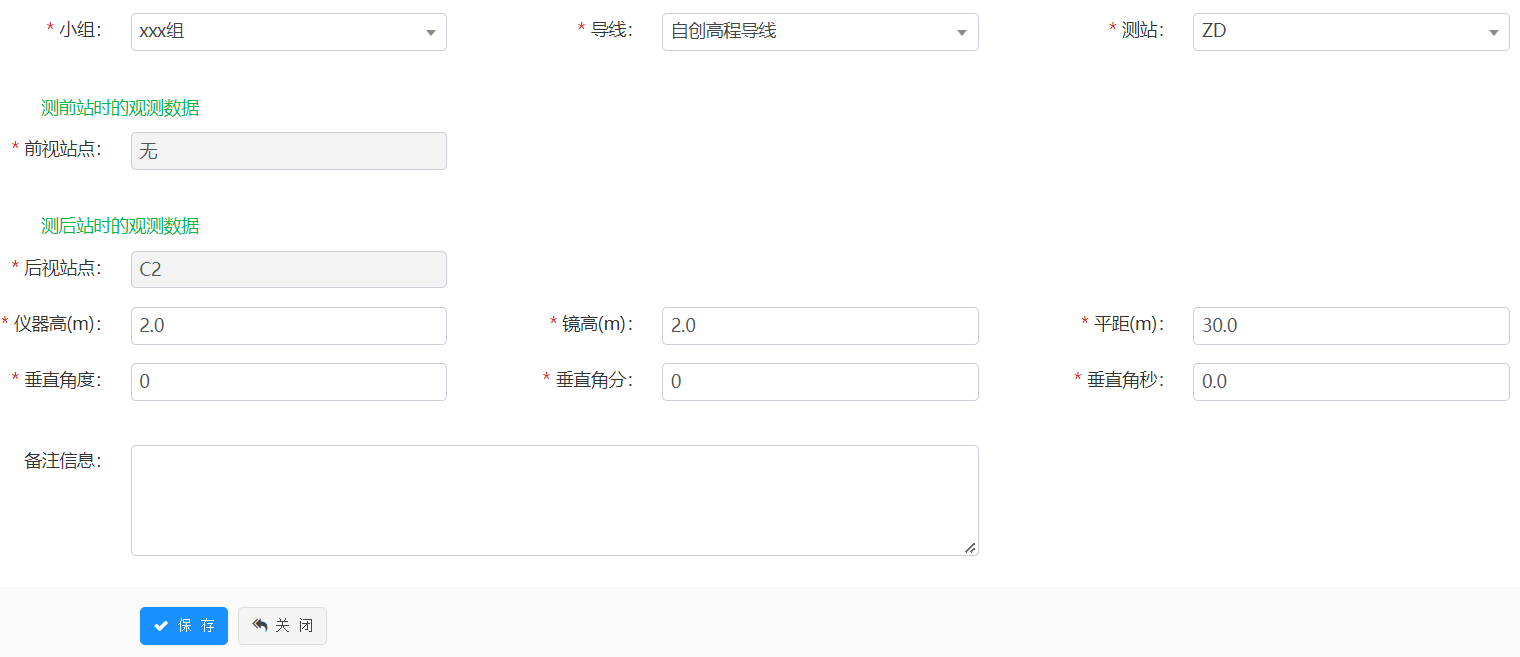 * 小组： xxx组 * 导线： 自创高程导线 * 测站： ZD
测前站时的观测数据
* 前视站点： 无
测后站时的观测数据
* 后视站点： C2
* 仪器高(m)： 2.0 * 镜高(m)： 2.0 * 平距(m)： 30.0
* 垂直角度： 0 * 垂直角分： 0 * 垂直角秒： 0.0
备注信息：
保 存 关 闭